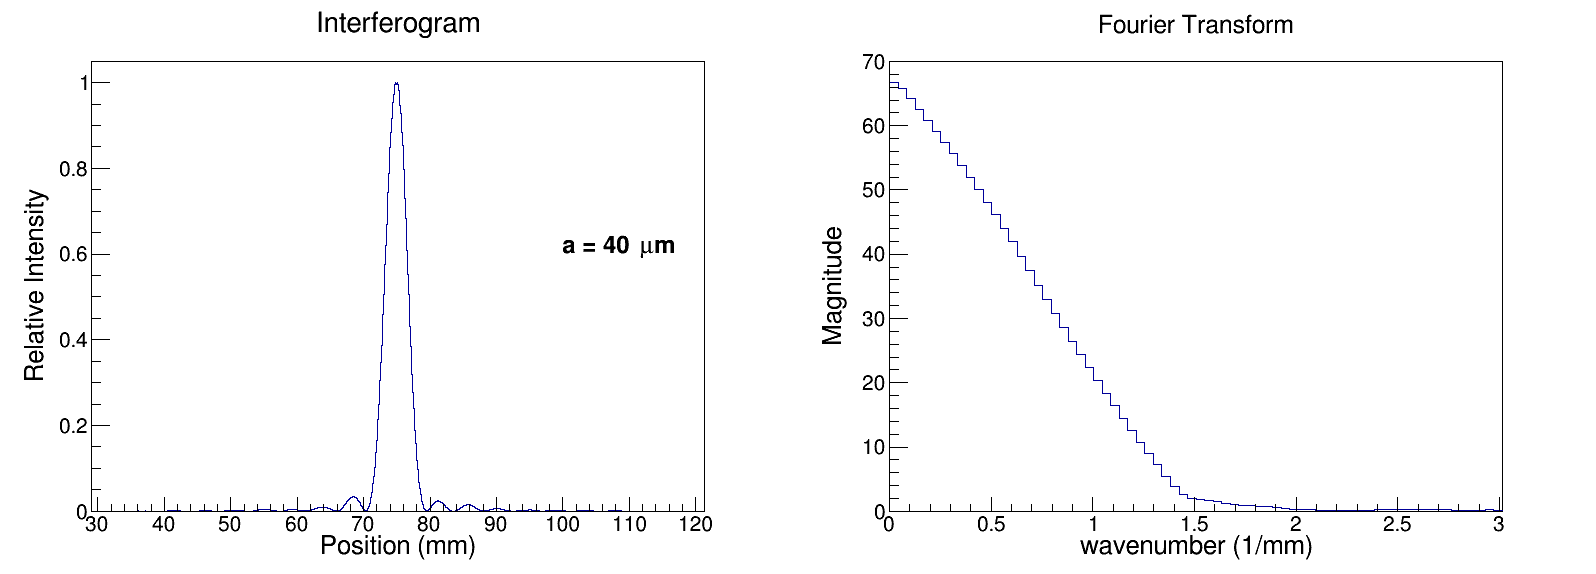 Interferogram
Relative Intensity
1
0.8
0.6
0.4
0.2
0
a = 40 μm
30 40 50 60 70 80 90 100 110 120
Position (mm)
Fourier Transform
Magnitude
70
60
50
40
30
20
10
0
0 0.5 1 1.5 2 2.5 3
wavenumber (1/mm)